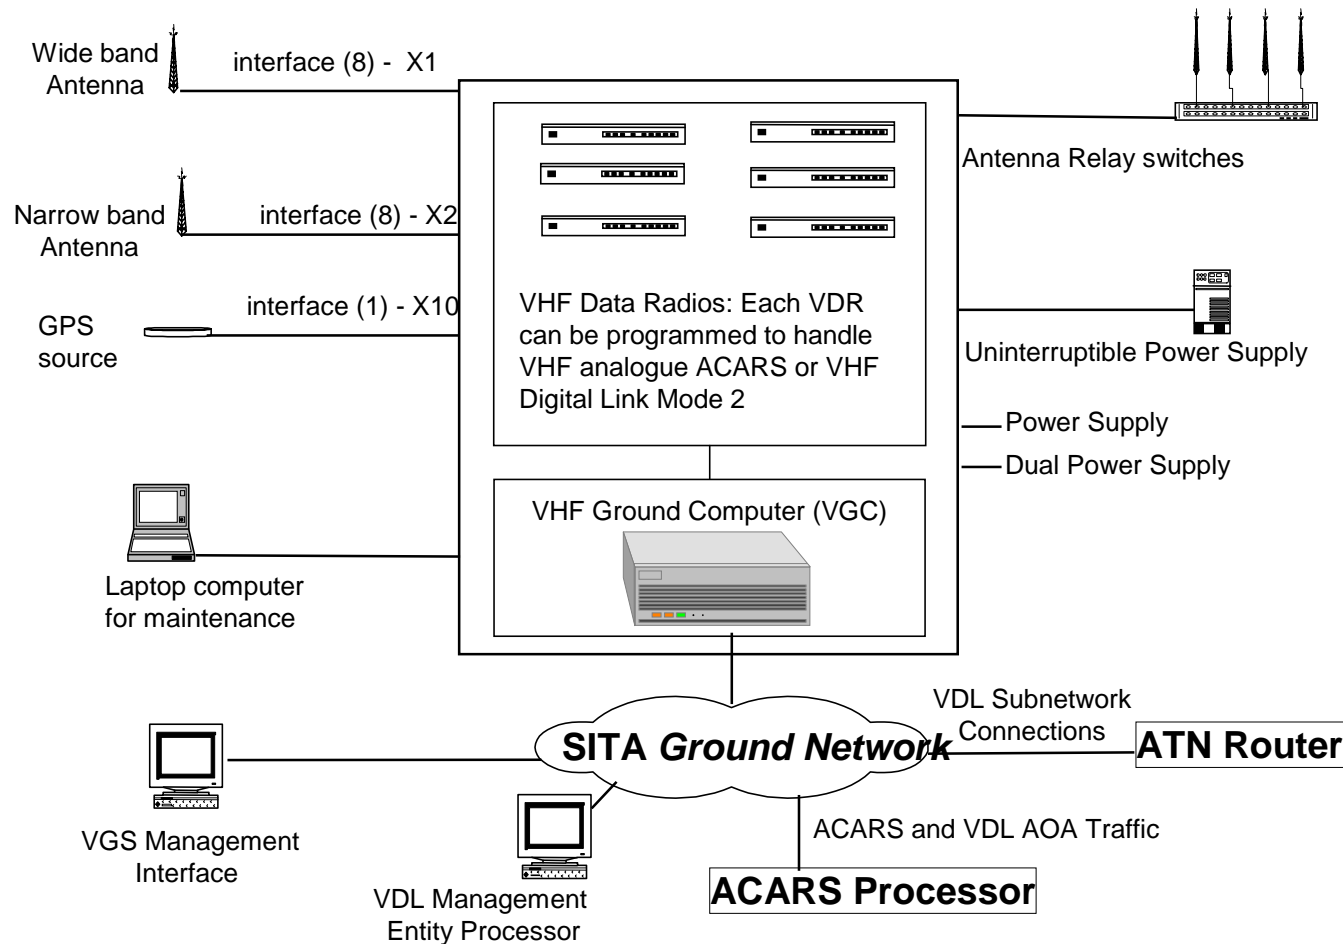 Wide band
Antenna
interface (8) -  X1
Narrow band
Antenna
interface (8) - X2
GPS
source
interface (1) - X10
Laptop computer
for maintenance
VHF Data Radios: Each VDR
can be programmed to handle
VHF analogue ACARS or VHF
Digital Link Mode 2
VHF Ground Computer (VGC)
Antenna Relay switches
Uninterruptible Power Supply
Power Supply
Dual Power Supply
SITA Ground Network
VDL Subnetwork
Connections
ATN Router
ACARS and VDL AOA Traffic
ACARS Processor
VGS Management
Interface
VDL Management
Entity Processor